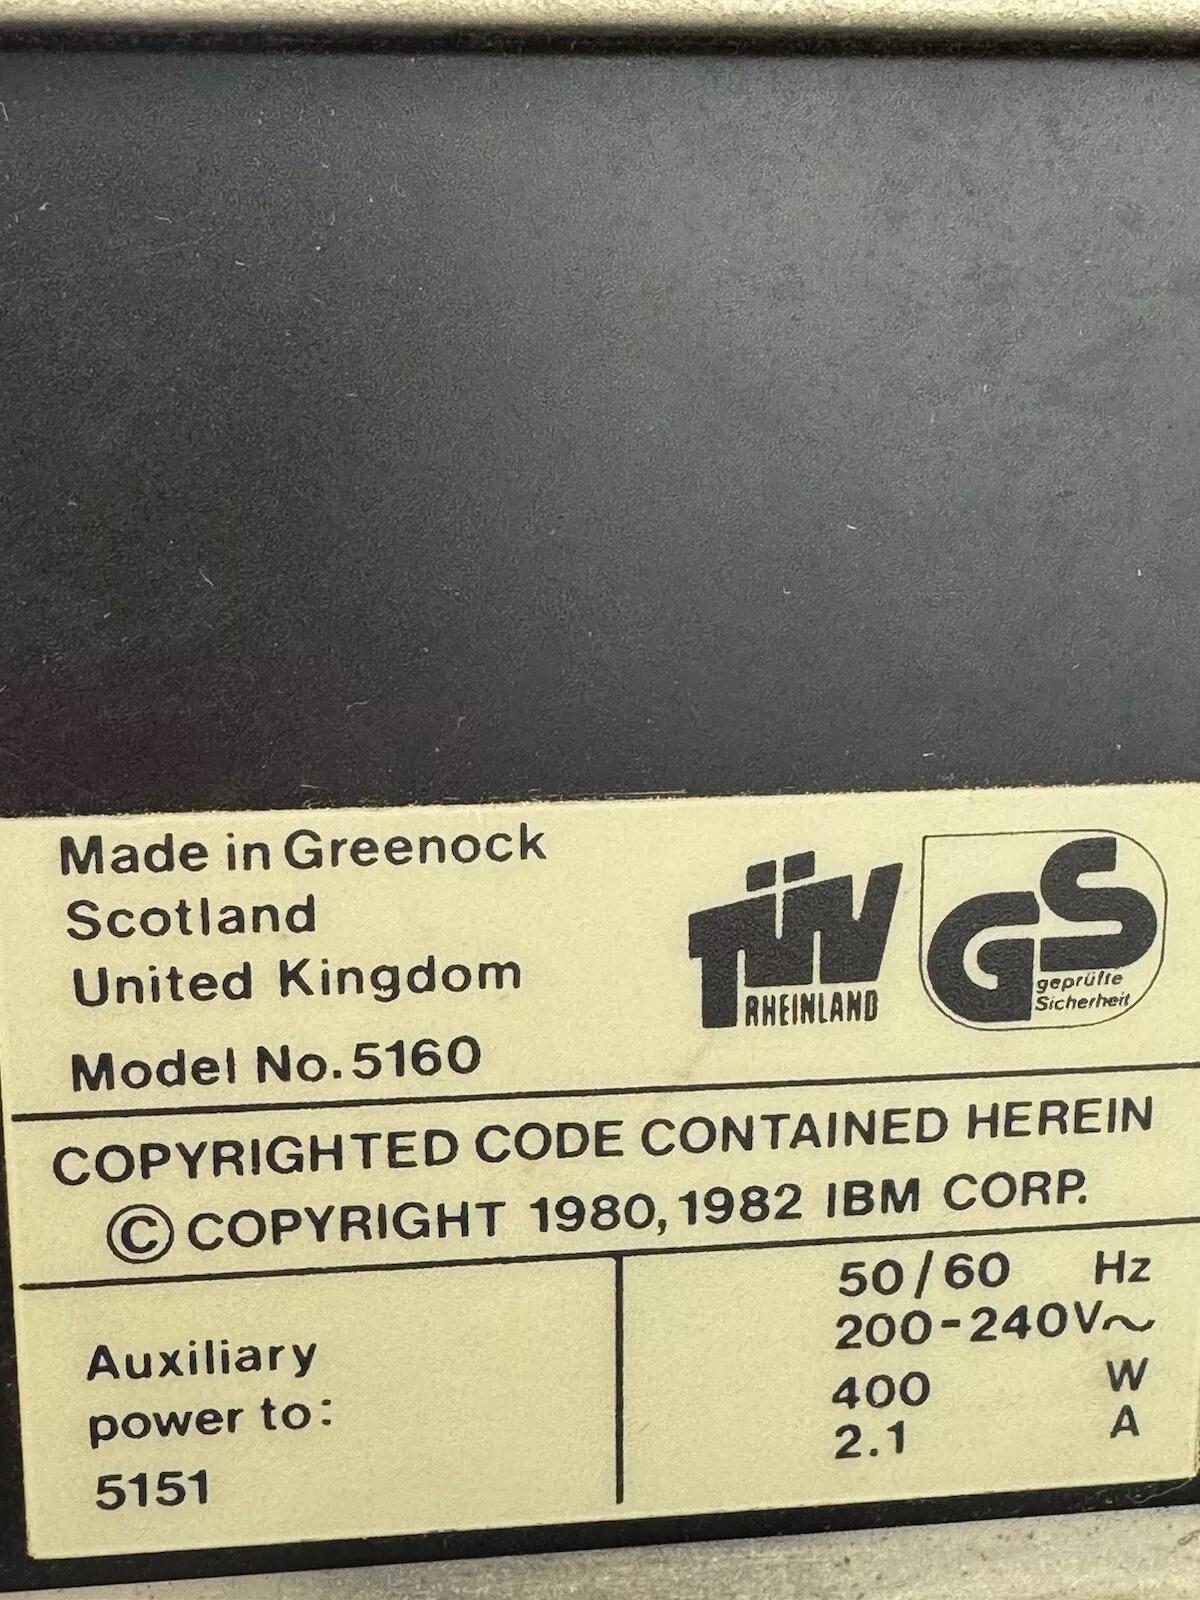 Made in Greenock
Scotland
United Kingdom
Model No. 5160
TÜV
RHEINLAND
GS
geprüfte
Sicherheit
COPYRIGHTED CODE CONTAINED HEREIN
© COPYRIGHT 1980, 1982 IBM CORP.
Auxiliary
power to:
5151
50/60 Hz
200-240V~
400 W
2.1 A